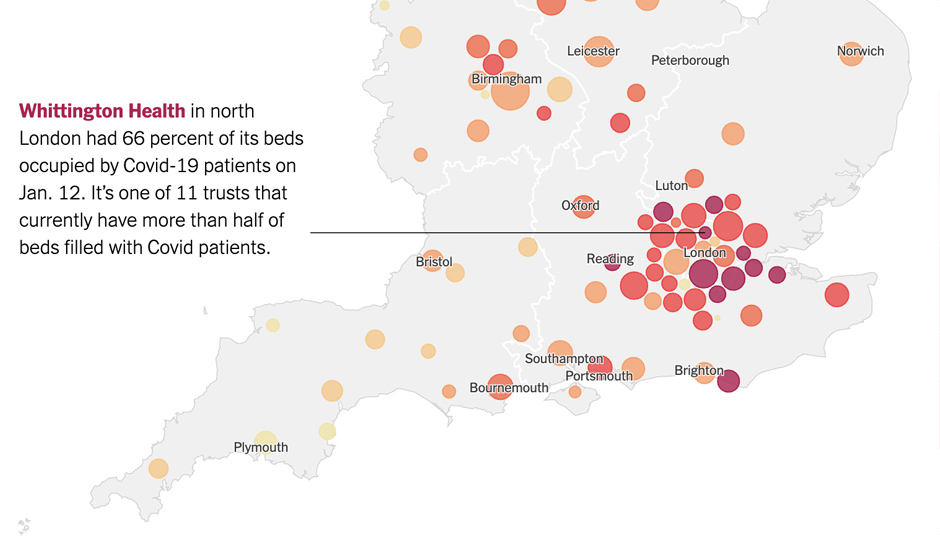 Leicester
Norwich
Peterborough
Birmingham
Whittington Health in north
London had 66 percent of its beds
occupied by Covid-19 patients on
Jan. 12. It’s one of 11 trusts that
currently have more than half of
beds filled with Covid patients.
Luton
Oxford
London
Reading
Bristol
Southampton
Brighton
Portsmouth
Bournemouth
Plymouth